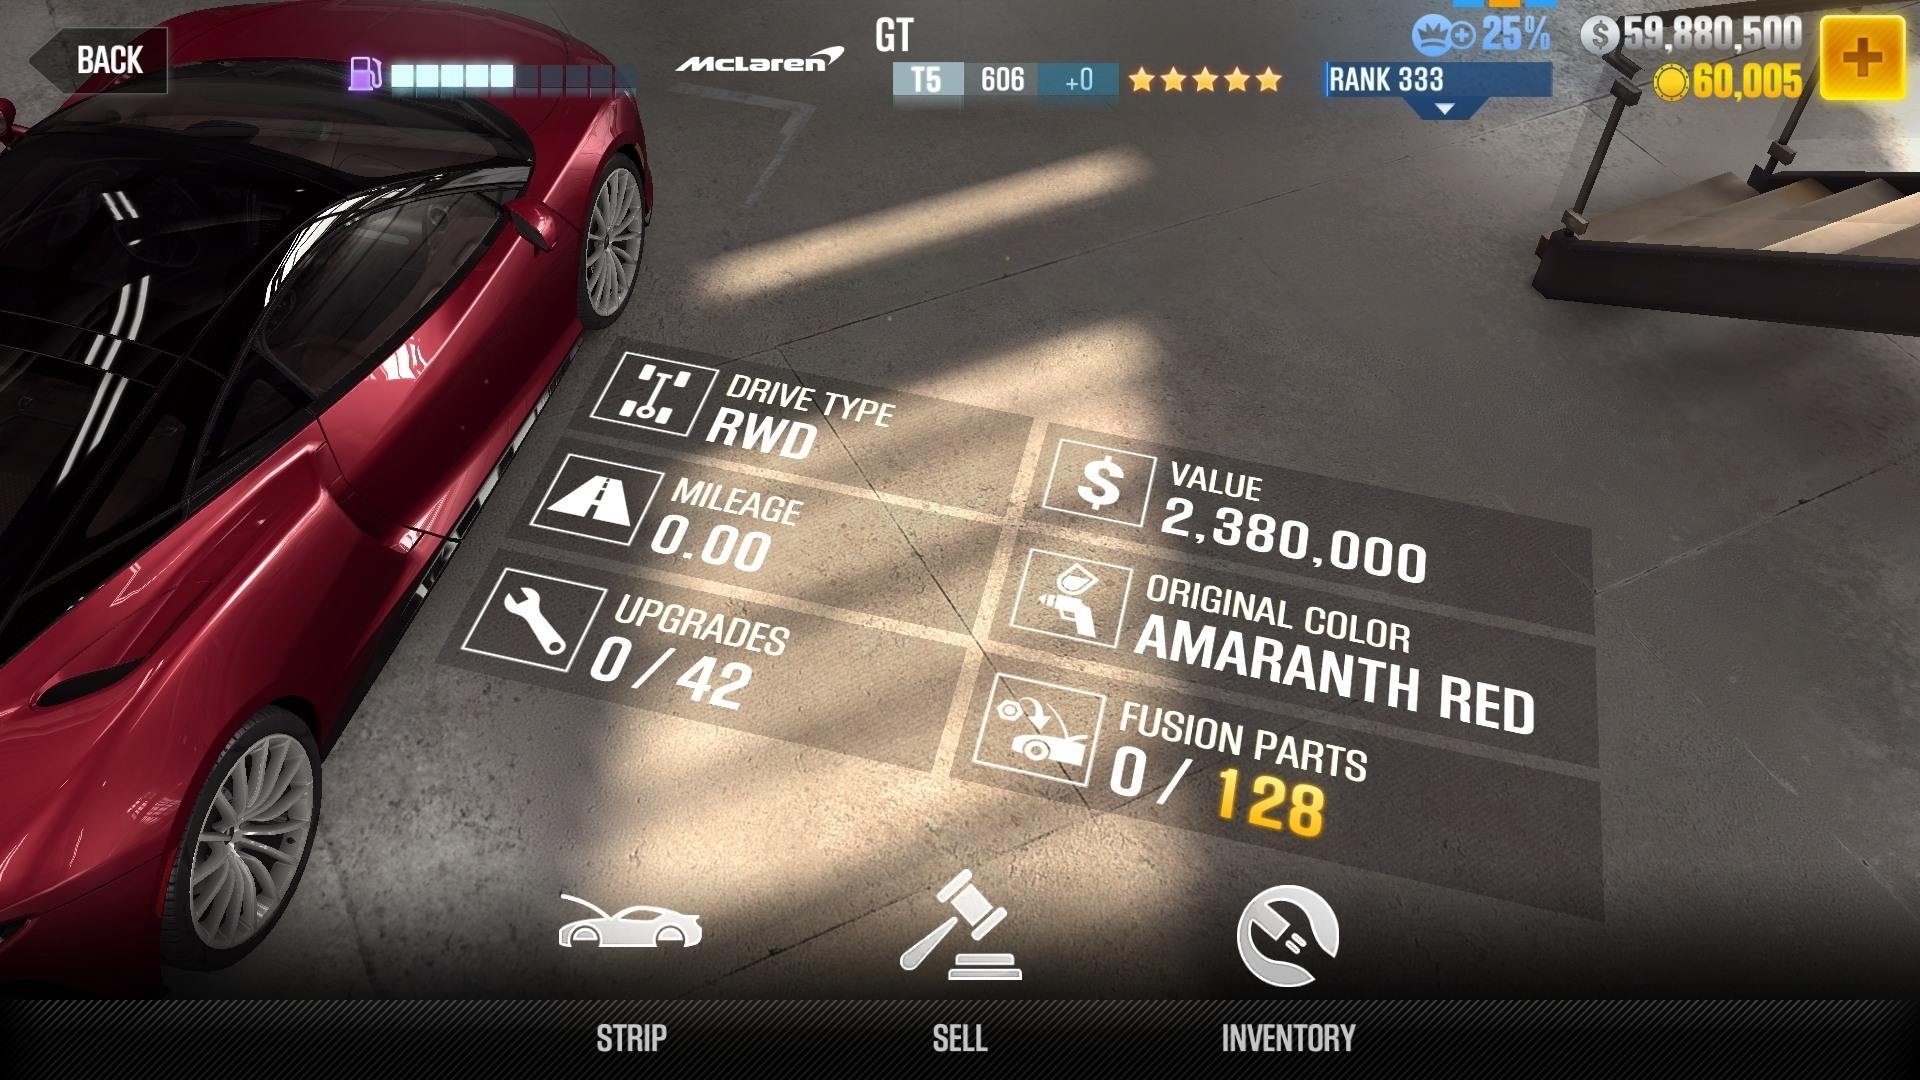 BACK
McLaren
GT
T5 606 +0
25%
RANK 333
59,880,500
60,005
DRIVE TYPE
RWD
MILEAGE
0.00
UPGRADES
0 / 42
VALUE
2,380,000
ORIGINAL COLOR
AMARANTH RED
FUSION PARTS
0 / 128
STRIP
SELL
INVENTORY